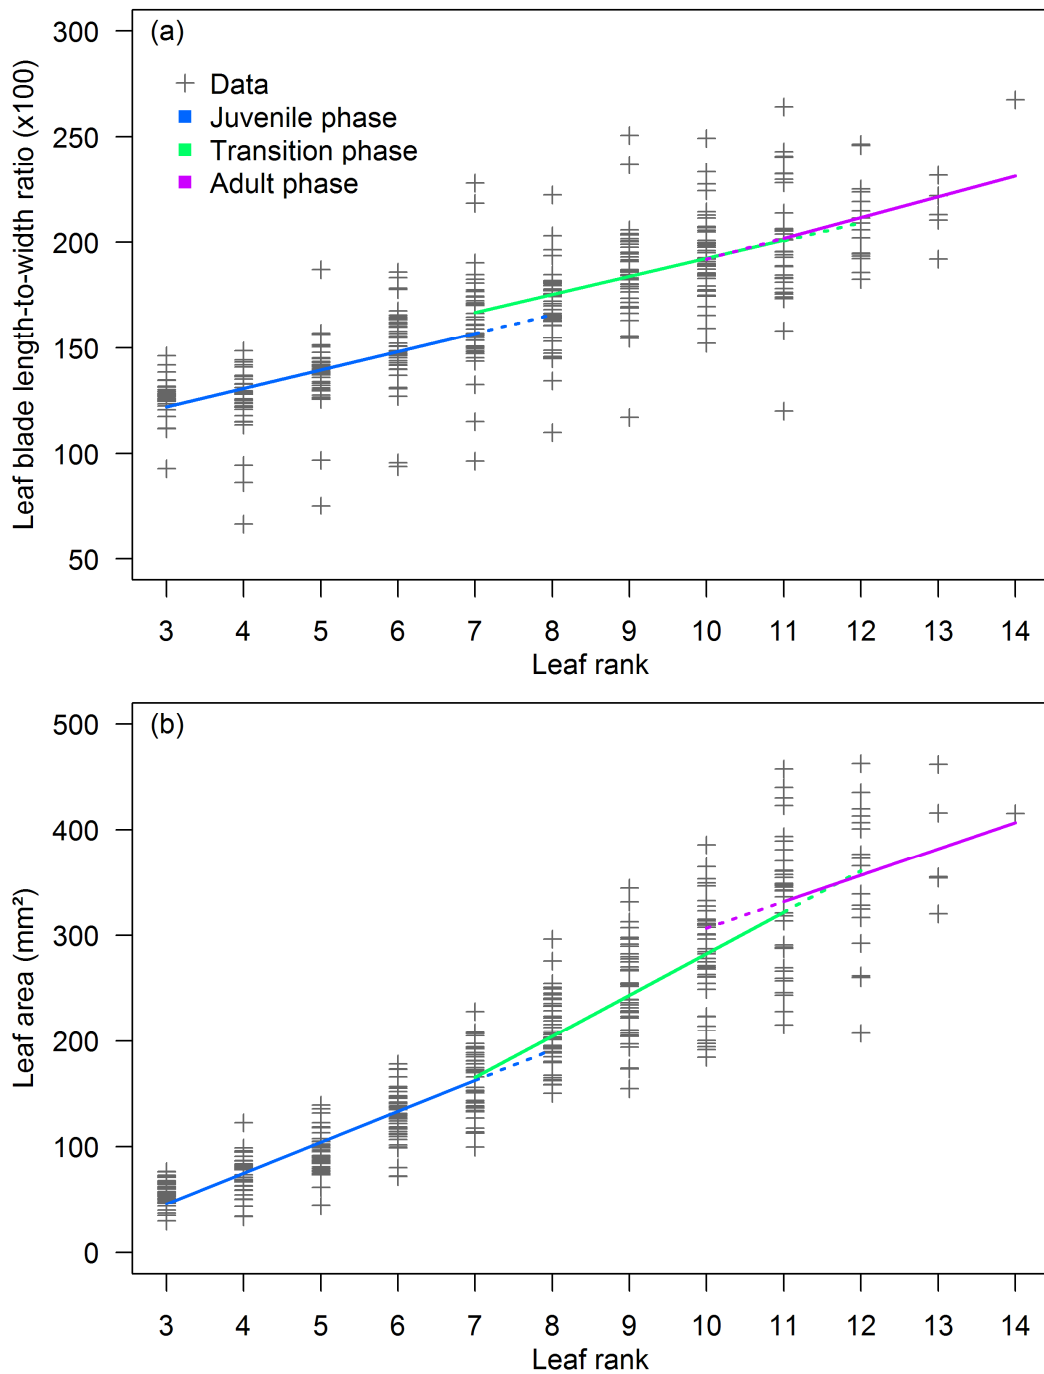 (a)
Data
Juvenile phase
Transition phase
Adult phase
Leaf blade length-to-width ratio (x100)
300
250
200
150
100
50
3 4 5 6 7 8 9 10 11 12 13 14
Leaf rank
(b)
Leaf area (mm²)
500
400
300
200
100
0
3 4 5 6 7 8 9 10 11 12 13 14
Leaf rank